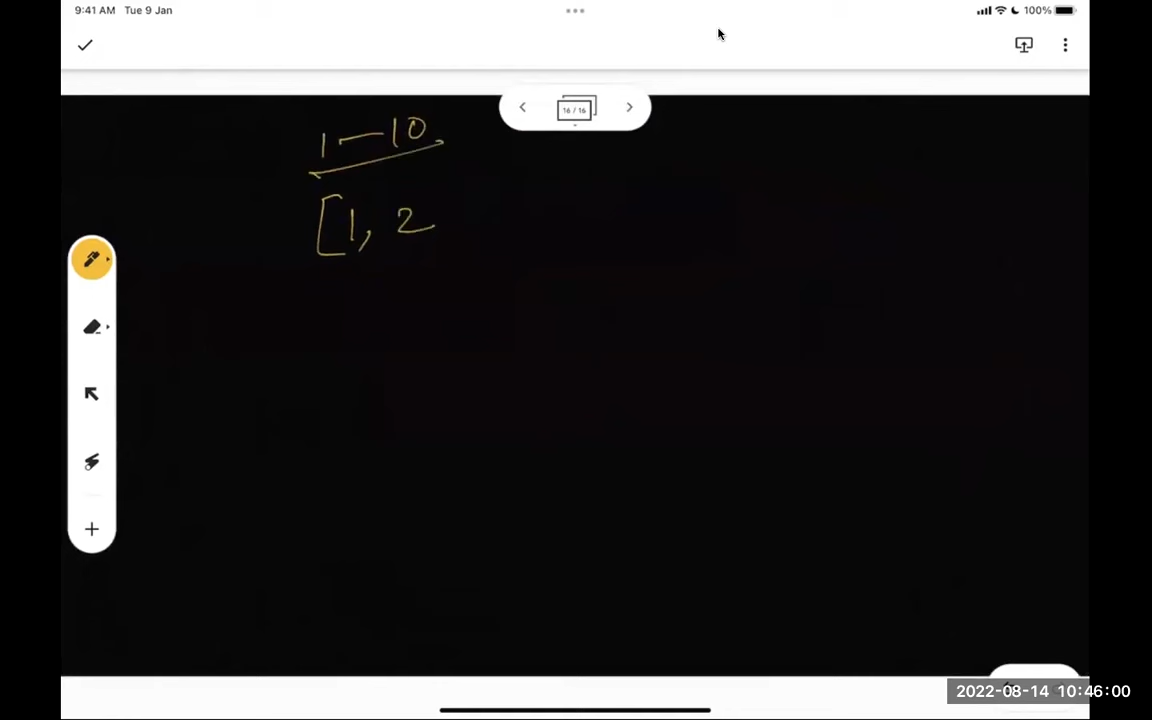 9:41 AM Tue 9 Jan
100%
16 / 16
1 — 10
[1, 2
2022-08-14 10:46:00